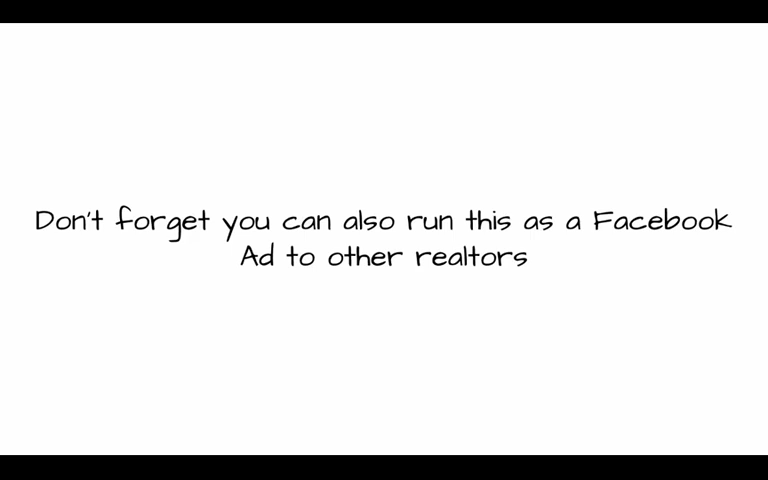 Don't forget you can also run this as a Facebook
Ad to other realtors